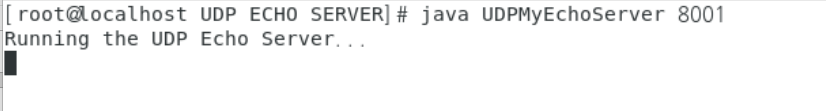 [root@localhost UDP ECHO SERVER]# java UDPMyEchoServer 8001
Running the UDP Echo Server...